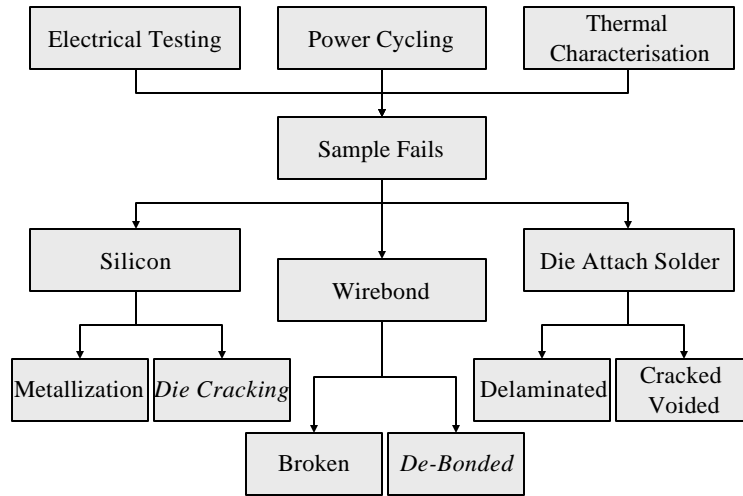 Electrical Testing
Power Cycling
Thermal
Characterisation
Sample Fails
Silicon
Wirebond
Die Attach Solder
Metallization
Die Cracking
Delaminated
Cracked
Voided
Broken
De-Bonded